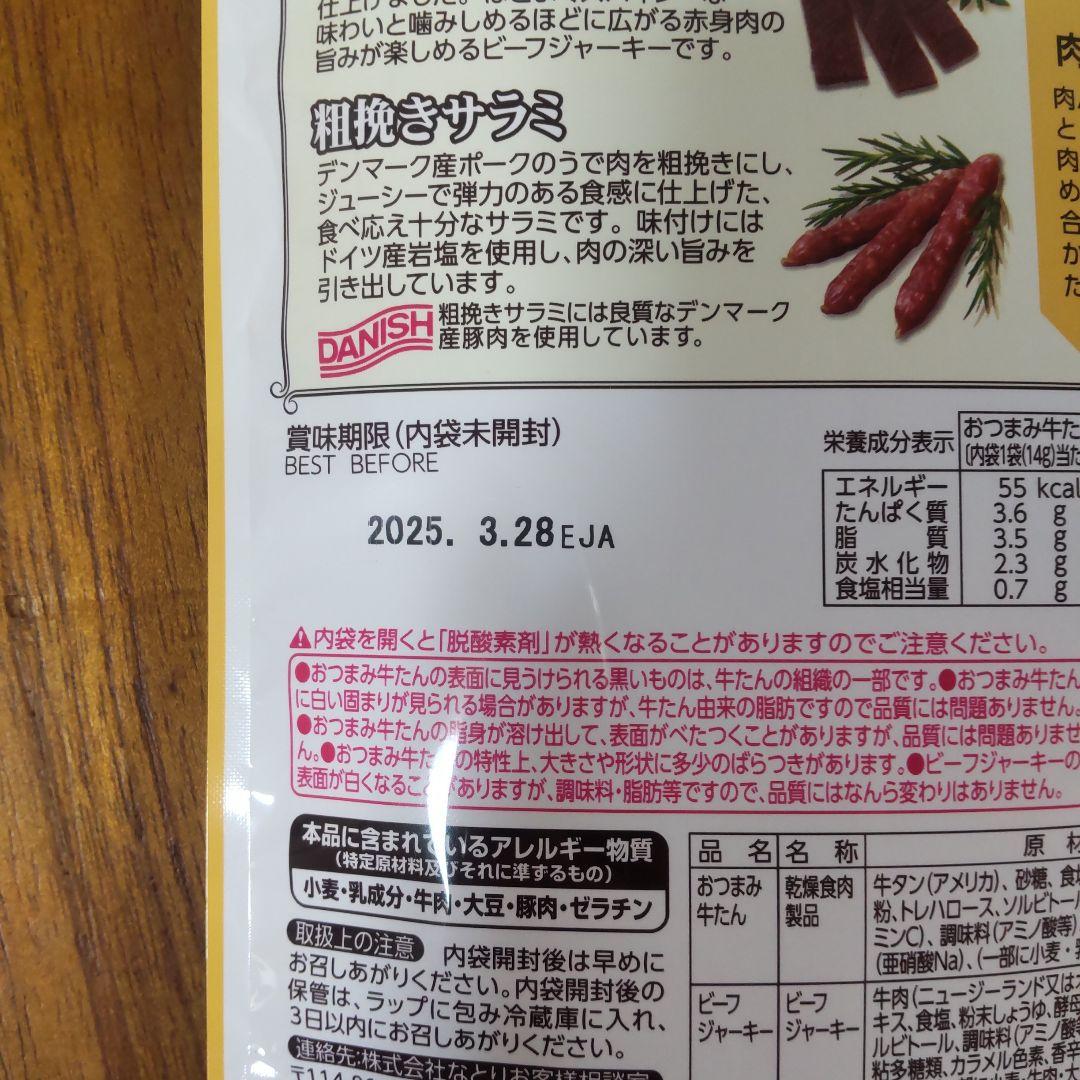 味わいと噛みしめるほどに広がる赤身肉の
旨みが楽しめるビーフジャーキーです。
粗挽きサラミ
デンマーク産ポークのうで肉を粗挽きにし、
ジューシーで弾力のある食感に仕上げた、
食べ応え十分なサラミです。味付けには
ドイツ産岩塩を使用し、肉の深い旨みを
引き出しています。
DANISH
粗挽きサラミには良質なデンマーク
産豚肉を使用しています。
賞味期限(内袋未開封)
BEST BEFORE
2025. 3.28EJA
栄養成分表示
おつまみ牛た
〔内袋1袋(14g)当た
エネルギー 55 kcal
たんぱく質 3.6 g
脂質 3.5 g
炭水化物 2.3 g
食塩相当量 0.7 g
⚠内袋を開くと「脱酸素剤」が熱くなることがありますのでご注意ください。
●おつまみ牛たんの表面に見うけられる黒いものは、牛たんの組織の一部です。●おつまみ牛たん
に白い固まりが見られる場合がありますが、牛たん由来の脂肪ですので品質には問題ありません。
●おつまみ牛たんの脂身が溶け出して、表面がべたつくことがありますが、品質には問題ありませ
ん。●おつまみ牛たんの特性上、大きさや形状に多少のばらつきがあります。●ビーフジャーキーの
表面が白くなることがありますが、調味料・脂肪等ですので、品質にはなんら変わりはありません。
本品に含まれているアレルギー物質
(特定原材料及びそれに準ずるもの)
小麦・乳成分・牛肉・大豆・豚肉・ゼラチン
取扱上の注意 内袋開封後は早めに
お召しあがりください。内袋開封後の
保管は、ラップに包み冷蔵庫に入れ、
3日以内にお召しあがりください。
連絡先:株式会社なとりお客様相談室
品名 名称 原材
おつまみ
牛たん
乾燥食肉
製品
牛タン(アメリカ)、砂糖、食塩
粉、トレハロース、ソルビトール
ミンC)、調味料(アミノ酸等)
(亜硝酸Na)、(一部に小麦・乳
ビーフ
ジャーキー
ビーフ
ジャーキー
牛肉(ニュージーランド又は
キス、食塩、粉末しょうゆ、酵母
ルビトール、調味料(アミノ酸
粘多糖類、カラメル色素、香辛
肉
と
肉
め
合
か
た